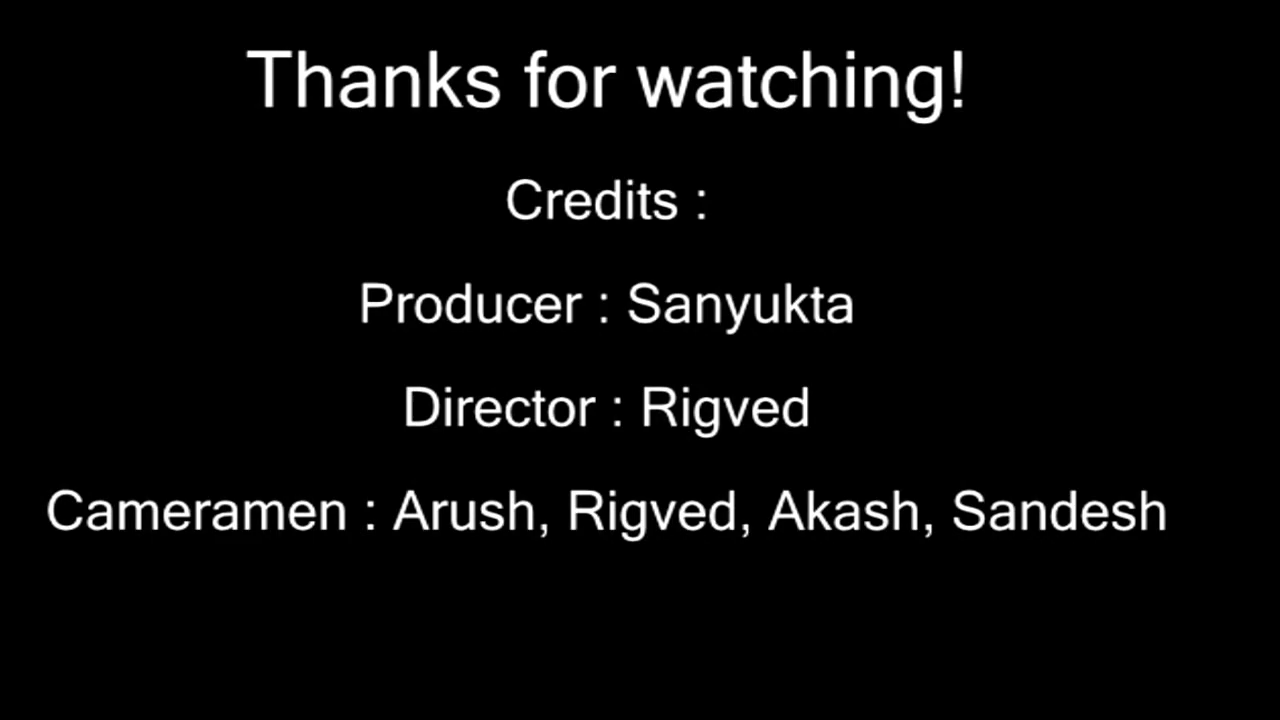 Thanks for watching!
Credits :
Producer : Sanyukta
Director : Rigved
Cameramen : Arush, Rigved, Akash, Sandesh